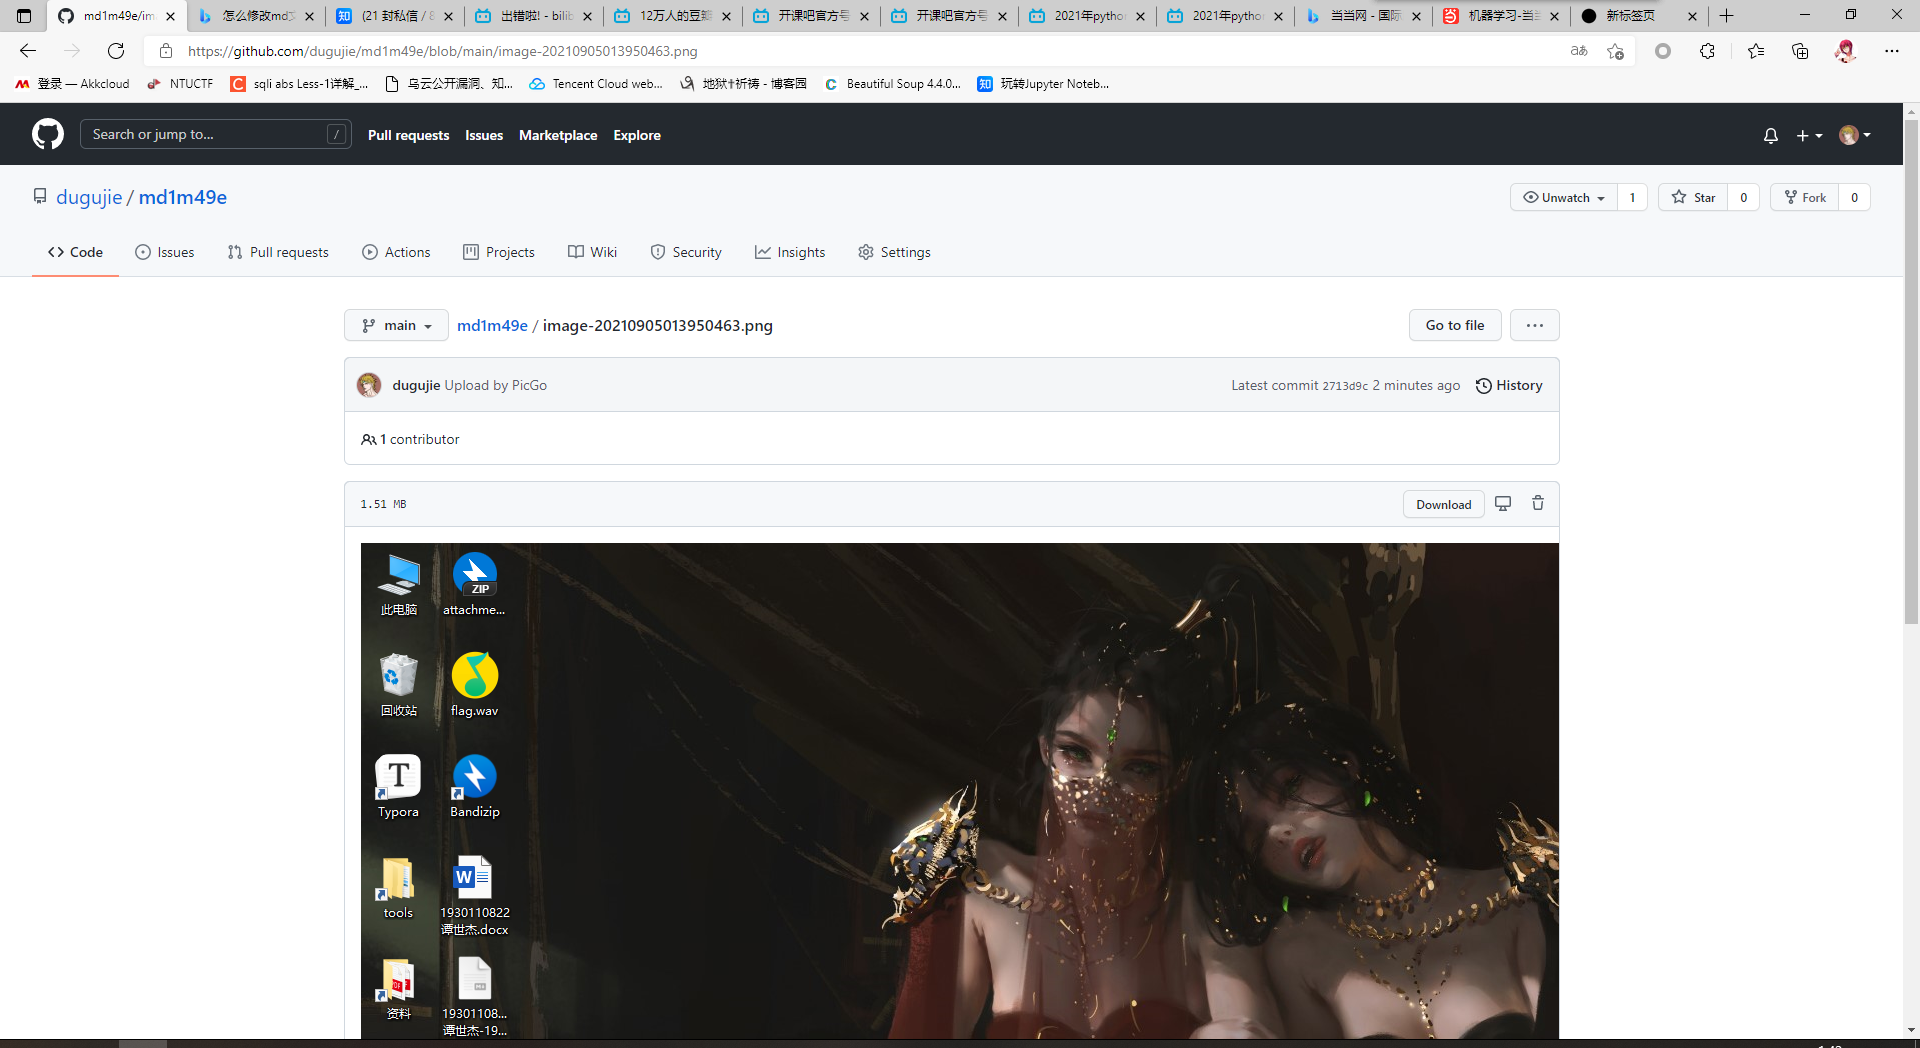 md1m49e/im
怎么修改md文
(21 封私信 / 8
出错啦! - bilib
12万人的豆瓣
开课吧官方号
开课吧官方号
2021年python
2021年python
当当网 - 国际
机器学习-当当
新标签页
https://github.com/dugujie/md1m49e/blob/main/image-20210905013950463.png
登录 — Akkcloud
NTUCTF
sqli abs Less-1详解_...
乌云公开漏洞、知...
Tencent Cloud web...
地狱✝祈祷 - 博客园
Beautiful Soup 4.4.0...
玩转Jupyter Noteb...
Search or jump to...
/
Pull requests
Issues
Marketplace
Explore
dugujie / md1m49e
Unwatch
1
Star
0
Fork
0
Code
Issues
Pull requests
Actions
Projects
Wiki
Security
Insights
Settings
main
md1m49e / image-20210905013950463.png
Go to file
dugujie Upload by PicGo
Latest commit 2713d9c 2 minutes ago
History
1 contributor
1.51 MB
Download
ZIP
此电脑
attachme...
回收站
flag.wav
T
Typora
Bandizip
W
tools
1930110822
谭世杰.docx
PDF
资料
19301108...
谭世杰-19...